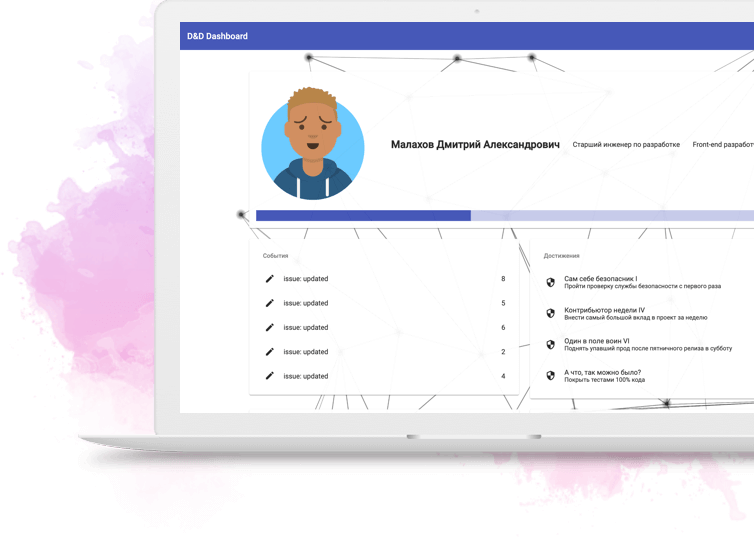 D&D Dashboard
Малахов Дмитрий Александрович Старший инженер по разработке Front-end
События
issue: updated 8
issue: updated 5
issue: updated 6
issue: updated 2
issue: updated 4
Достижения
Сам себе безопасник I
Пройти проверку службы безопасности с первого раза
Контрибьютор недели IV
Внести самый большой вклад в проект за неделю
Один в поле воин VI
Поднять упавший прод после пятничного релиза в субботу
А что, так можно было?
Покрыть тестами 100% кода